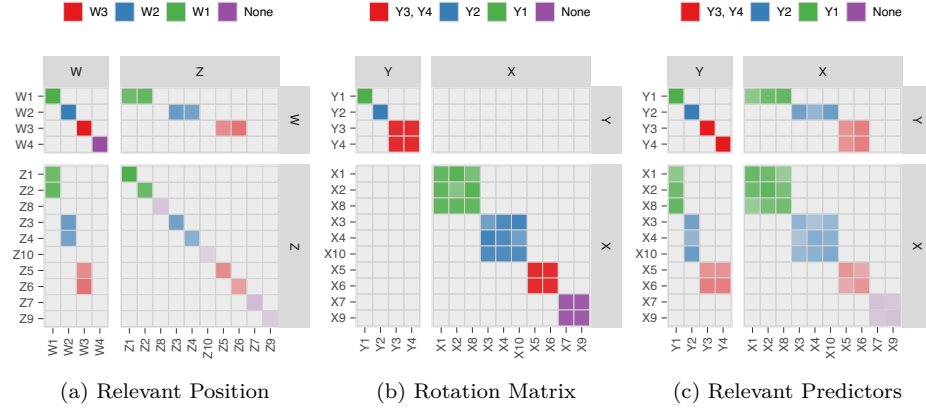 W3 W2 W1 None
W Z
W1
W2
W3
W4
W
Z1
Z2
Z8
Z3
Z4
Z10
Z5
Z6
Z7
Z9
Z
W1 W2 W3 W4 Z1 Z2 Z8 Z3 Z4 Z10 Z5 Z6 Z7 Z9
(a) Relevant Position
Y3, Y4 Y2 Y1 None
Y X
Y1
Y2
Y3
Y4
Y
X1
X2
X8
X3
X4
X10
X5
X6
X7
X9
X
Y1 Y2 Y3 Y4 X1 X2 X8 X3 X4 X10 X5 X6 X7 X9
(b) Rotation Matrix
Y3, Y4 Y2 Y1 None
Y X
Y1
Y2
Y3
Y4
Y
X1
X2
X8
X3
X4
X10
X5
X6
X7
X9
X
Y1 Y2 Y3 Y4 X1 X2 X8 X3 X4 X10 X5 X6 X7 X9
(c) Relevant Predictors